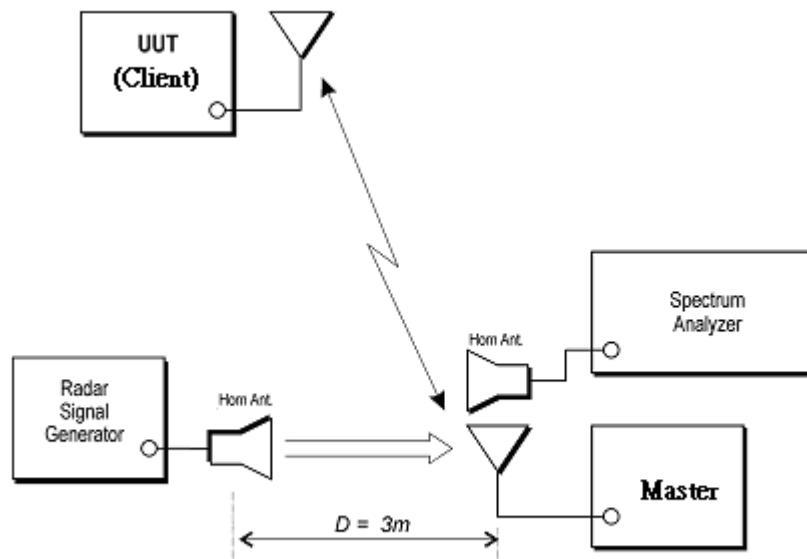 UUT
(Client)
Spectrum
Analyzer
Horn Ant.
Radar
Signal
Generator
Horn Ant.
Master
D = 3m